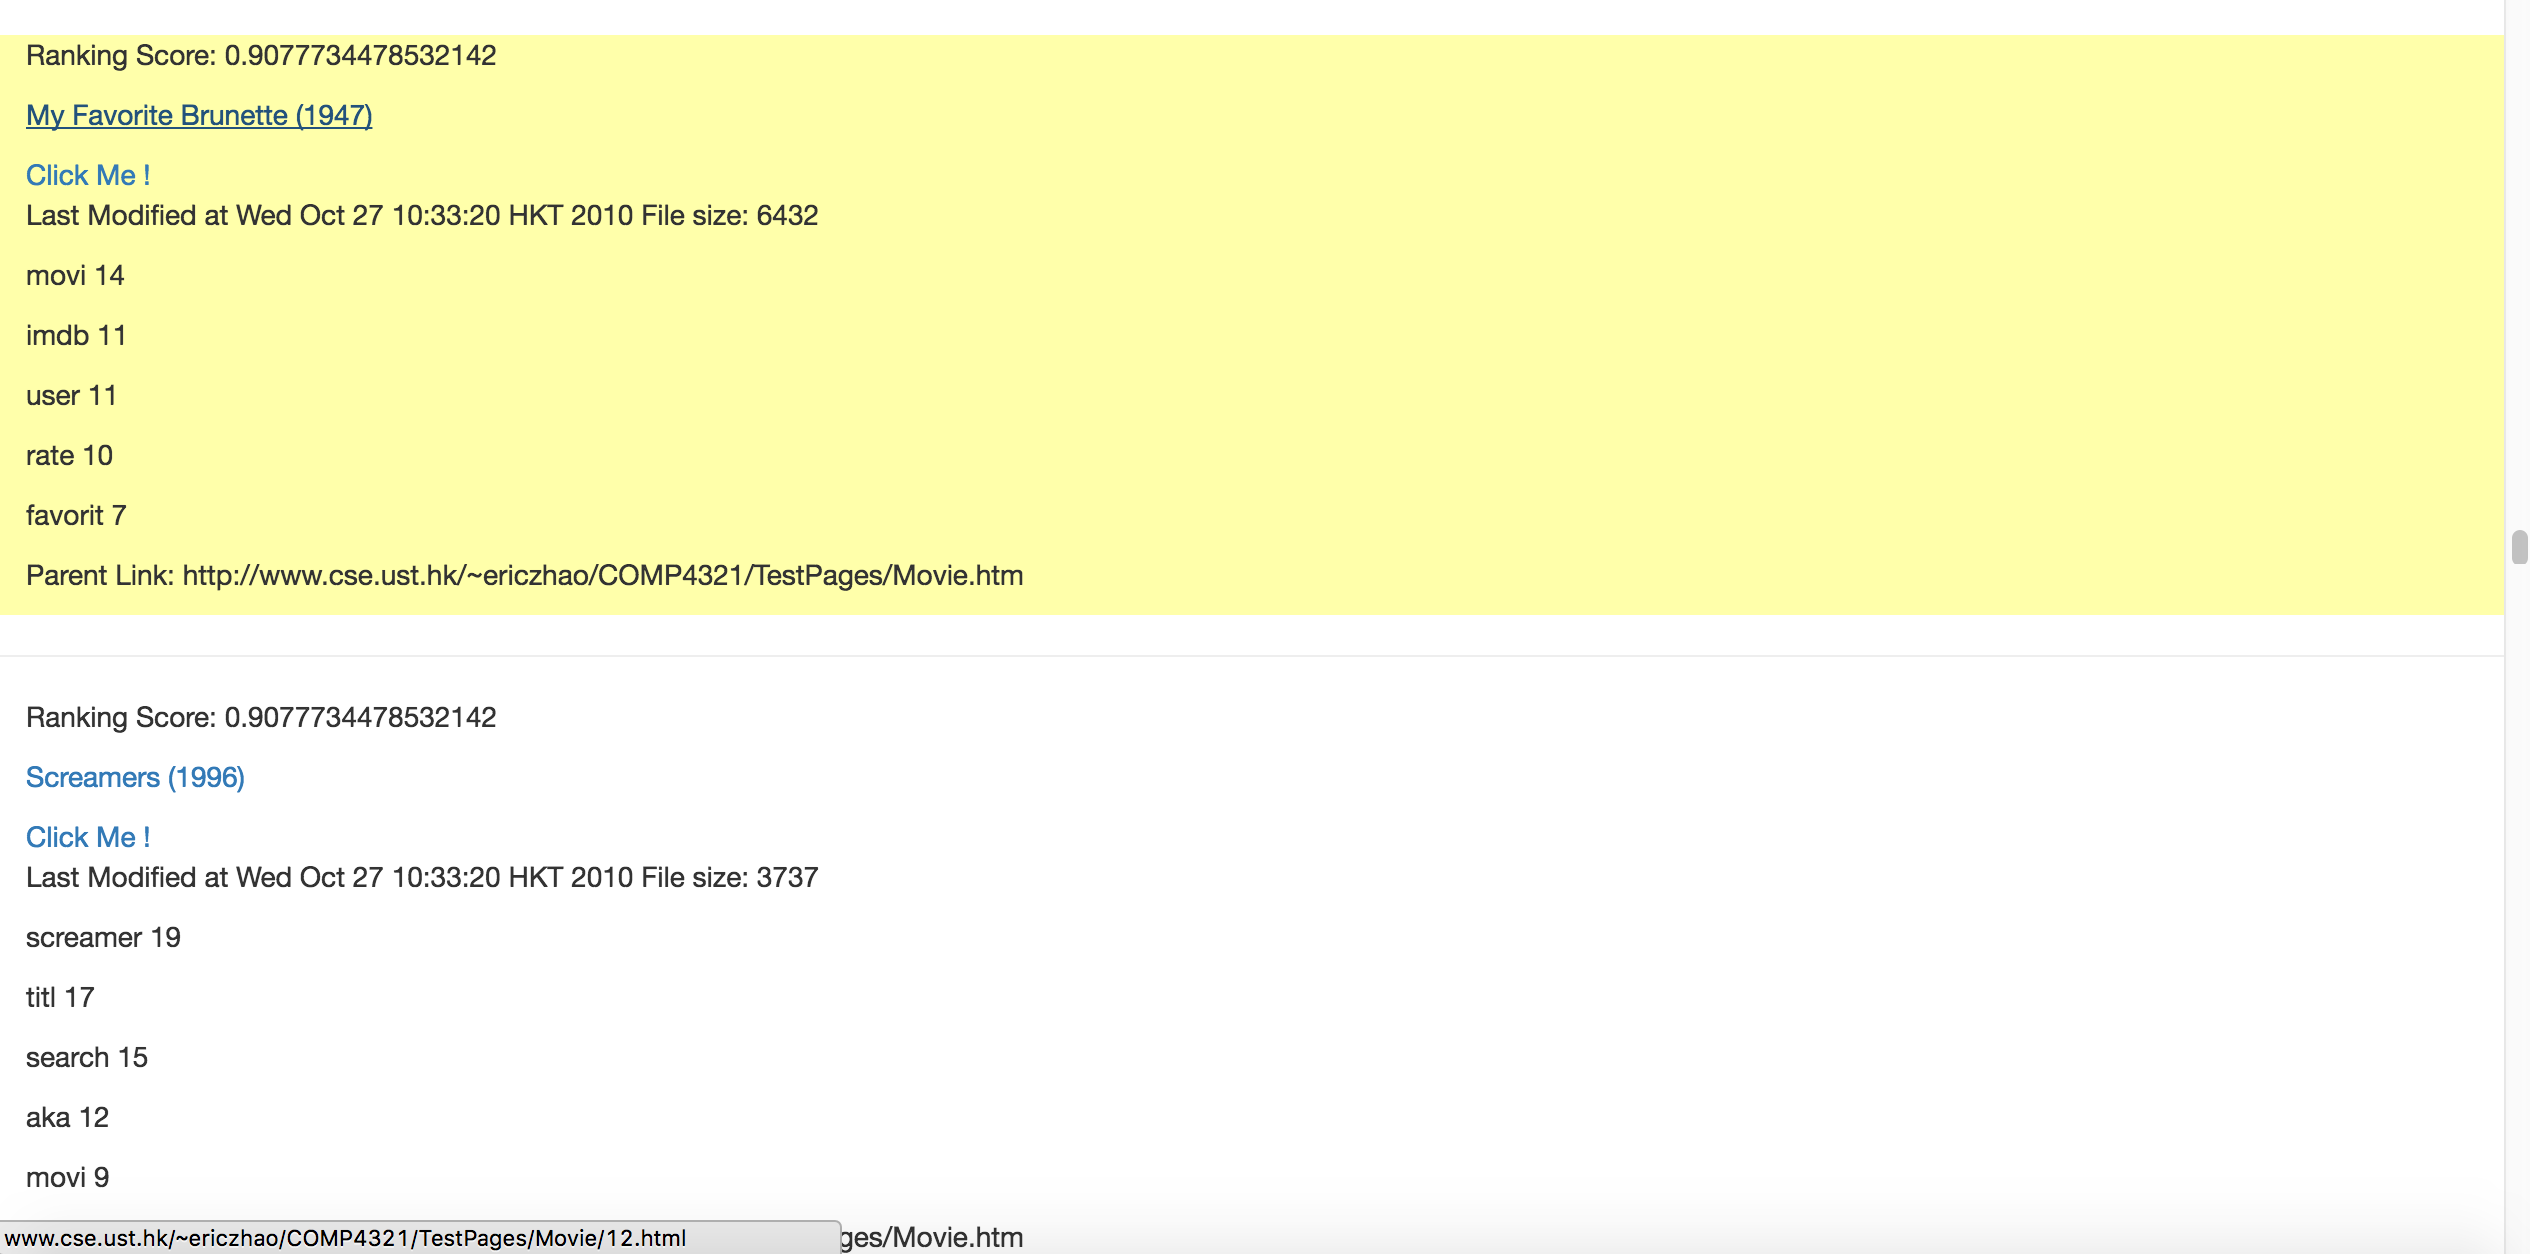 Ranking Score: 0.9077734478532142
My Favorite Brunette (1947)
Click Me !
Last Modified at Wed Oct 27 10:33:20 HKT 2010 File size: 6432
movi 14
imdb 11
user 11
rate 10
favorit 7
Parent Link: http://www.cse.ust.hk/~ericzhao/COMP4321/TestPages/Movie.htm
Ranking Score: 0.9077734478532142
Screamers (1996)
Click Me !
Last Modified at Wed Oct 27 10:33:20 HKT 2010 File size: 3737
screamer 19
titl 17
search 15
aka 12
movi 9
www.cse.ust.hk/~ericzhao/COMP4321/TestPages/Movie/12.html ges/Movie.htm